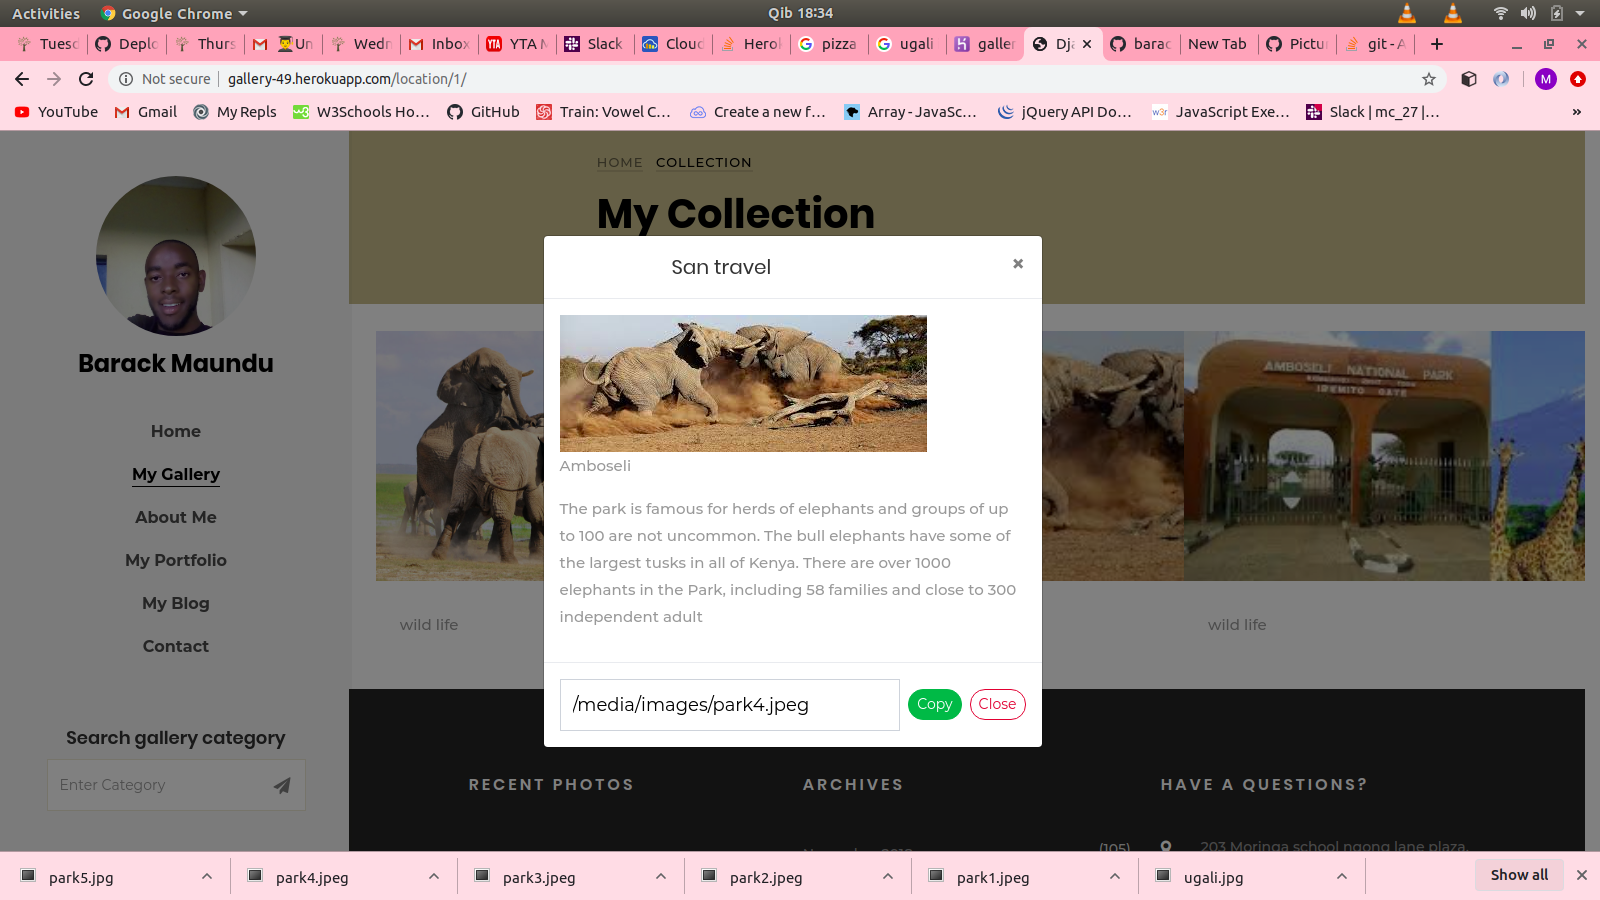 Activities Google Chrome Qib 18:34
Tuesd Deplo Thurs Un Wedn Inbox YTA M Slack Cloud Herok pizza ugali galler Dja barac New Tab Pictur git - A
Not secure gallery-49.herokuapp.com/location/1/ M
YouTube Gmail My Repls W3Schools Ho... GitHub Train: Vowel C... Create a new f... Array - JavaSc... jQuery API Do... JavaScript Exe... Slack | mc_27 |... »
HOME COLLECTION
My Collection
Barack Maundu
Home
My Gallery
About Me
My Portfolio
My Blog
Contact
Search gallery category
Enter Category
San travel ×
Amboseli
The park is famous for herds of elephants and groups of up
to 100 are not uncommon. The bull elephants have some of
the largest tusks in all of Kenya. There are over 1000
elephants in the Park, including 58 families and close to 300
independent adult
/media/images/park4.jpeg Copy Close
AMBOSELI NATIONAL PARK
IREMITO GATE
wild life wild life
RECENT PHOTOS ARCHIVES HAVE A QUESTIONS?
(105) 203 Moringa school ngong lane plaza,
park5.jpg park4.jpeg park3.jpeg park2.jpeg park1.jpeg ugali.jpg Show all